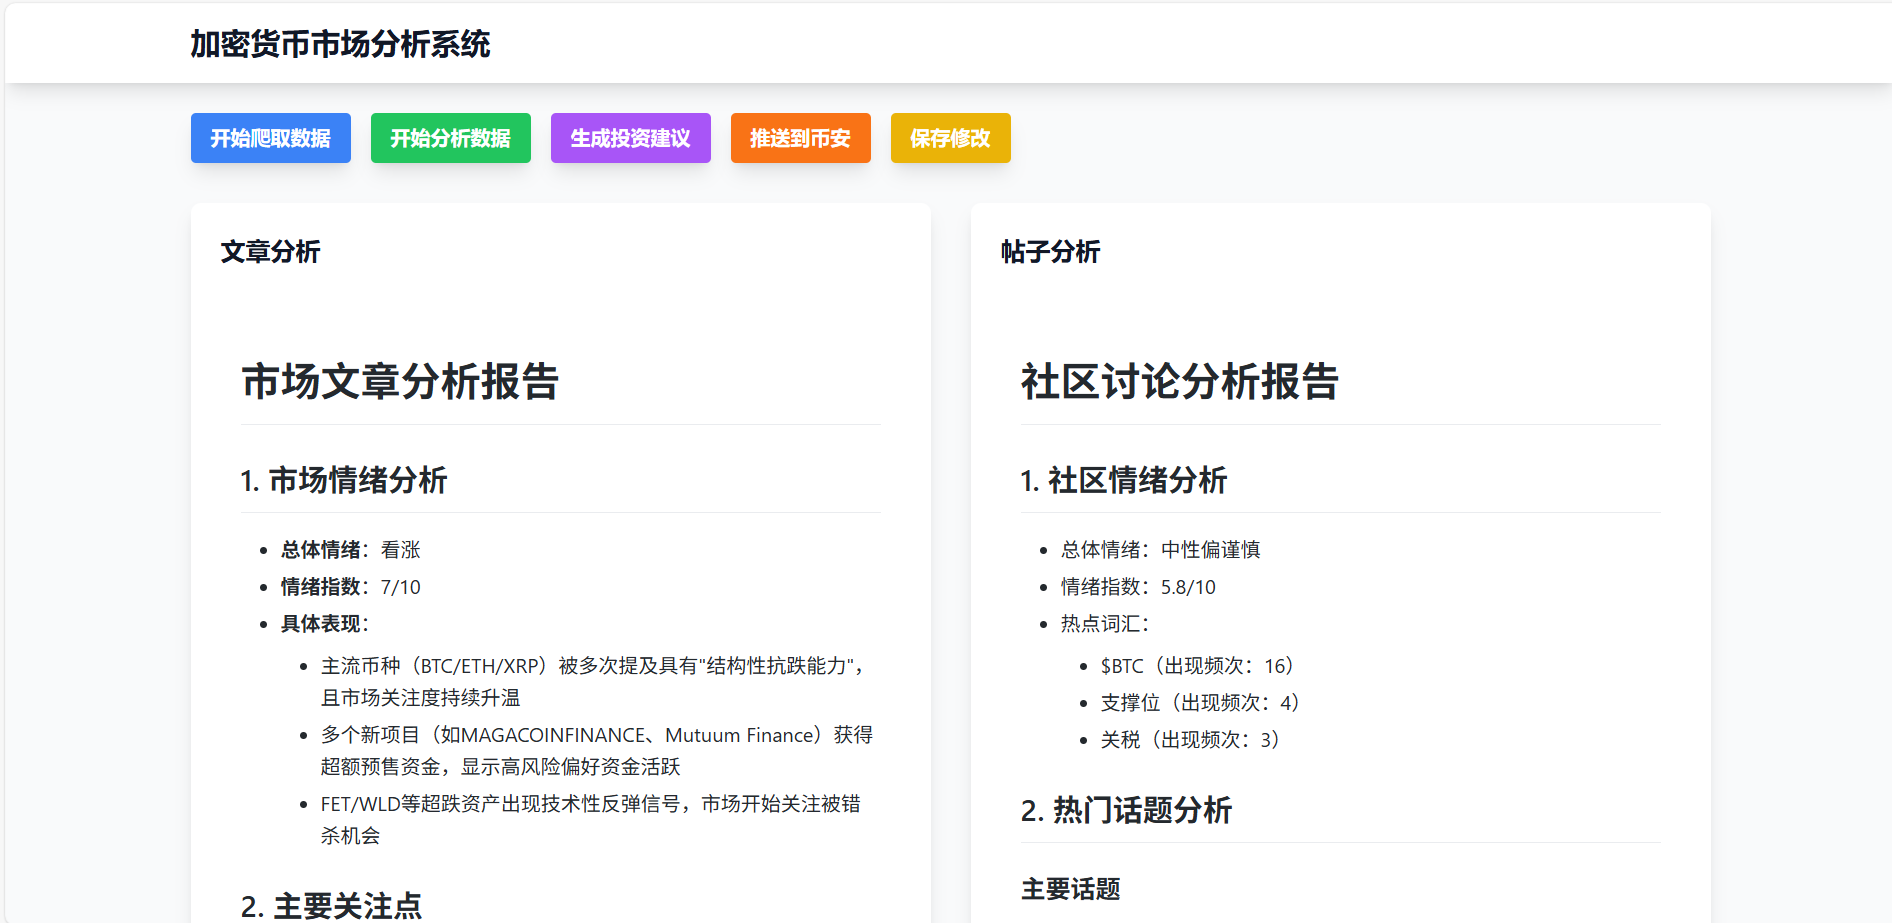 加密货币市场分析系统
开始爬取数据
开始分析数据
生成投资建议
推送到币安
保存修改
文章分析
市场文章分析报告
1. 市场情绪分析
总体情绪：看涨
情绪指数：7/10
具体表现：
主流币种（BTC/ETH/XRP）被多次提及具有"结构性抗跌能力"，
且市场关注度持续升温
多个新项目（如MAGACOINFINANCE、Mutuum Finance）获得
超额预售资金，显示高风险偏好资金活跃
FET/WLD等超跌资产出现技术性反弹信号，市场开始关注被错
杀机会
2. 主要关注点
帖子分析
社区讨论分析报告
1. 社区情绪分析
总体情绪：中性偏谨慎
情绪指数：5.8/10
热点词汇：
$BTC（出现频次：16）
支撑位（出现频次：4）
关税（出现频次：3）
2. 热门话题分析
主要话题